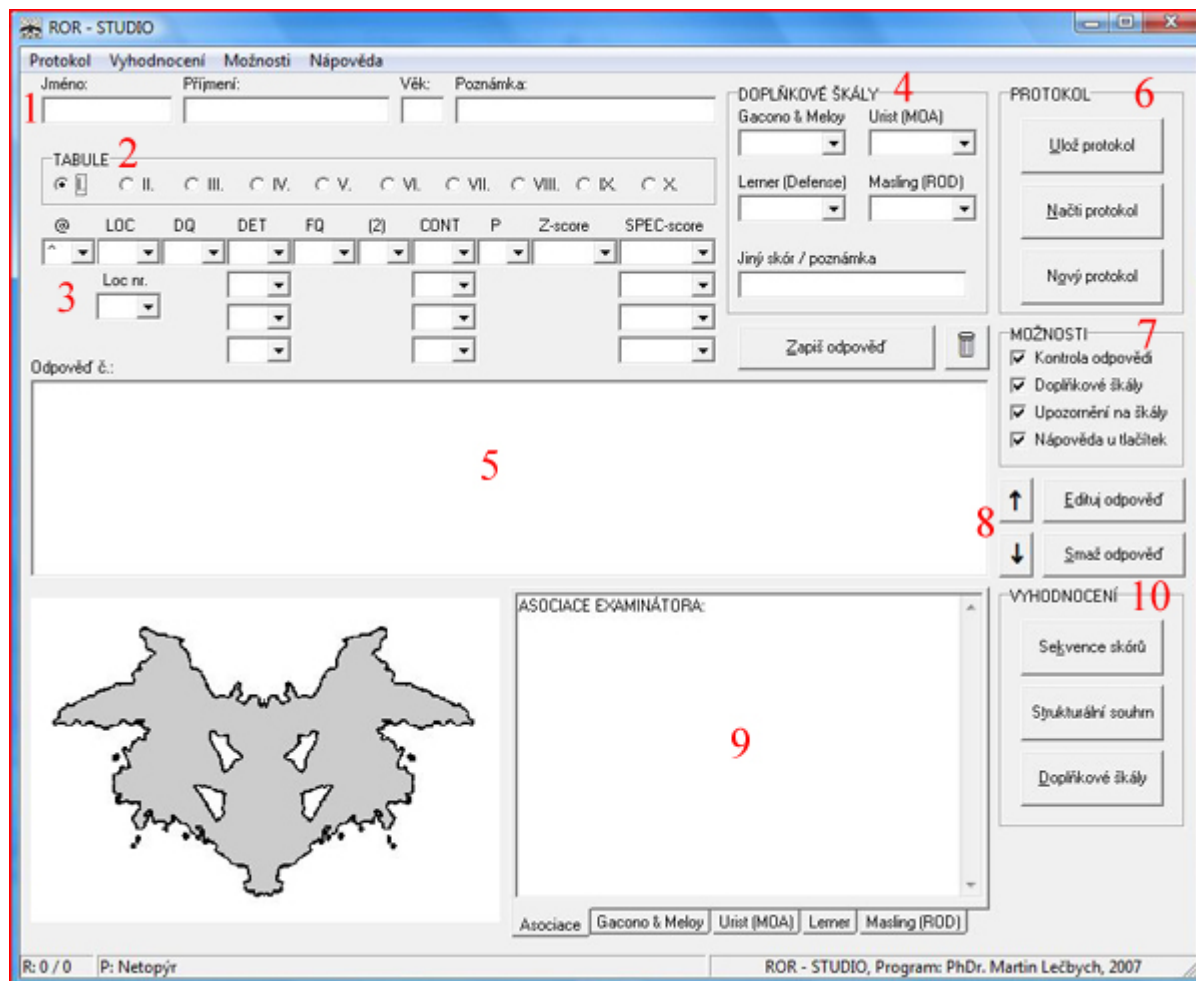 ROR - STUDIO
Protokol Vyhodnocení Možnosti Nápověda
Jméno: Příjmení: Věk: Poznámka:
1
TABULE 2
I. II. III. IV. V. VI. VII. VIII. IX. X.
@ LOC DQ DET FQ (2) CONT P Z-score SPEC-score
^
3
Loc nr.
DOPLŇKOVÉ ŠKÁLY 4
Gacono & Meloy Urist (MOA)
Lerner (Defense) Masling (ROD)
Jiný skór / poznámka
Zapiš odpověď
PROTOKOL 6
Ulož protokol
Načti protokol
Nový protokol
Odpověď č.:
5
MOŽNOSTI 7
Kontrola odpovědi
Doplňkové škály
Upozornění na škály
Nápověda u tlačítek
8
↑ Edituj odpověď
↓ Smaž odpověď
ASOCIACE EXAMINÁTORA:
9
Asociace Gacono & Meloy Urist (MOA) Lerner Masling (ROD)
VYHODNOCENÍ 10
Sekvence skórů
Strukturální souhrn
Doplňkové škály
R: 0 / 0 P: Netopýr ROR - STUDIO, Program: PhDr. Martin Lečbych, 2007